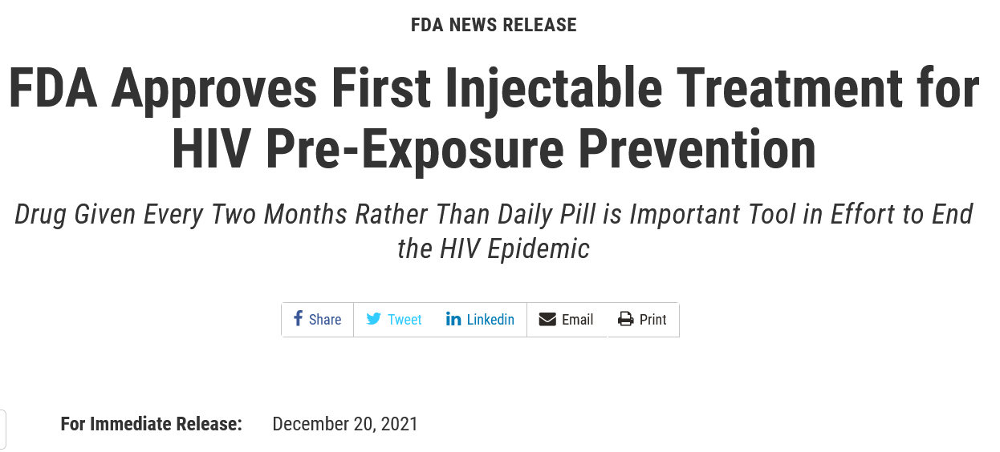 FDA NEWS RELEASE
FDA Approves First Injectable Treatment for
HIV Pre-Exposure Prevention
Drug Given Every Two Months Rather Than Daily Pill is Important Tool in Effort to End
the HIV Epidemic
Share Tweet Linkedin Email Print
For Immediate Release: December 20, 2021